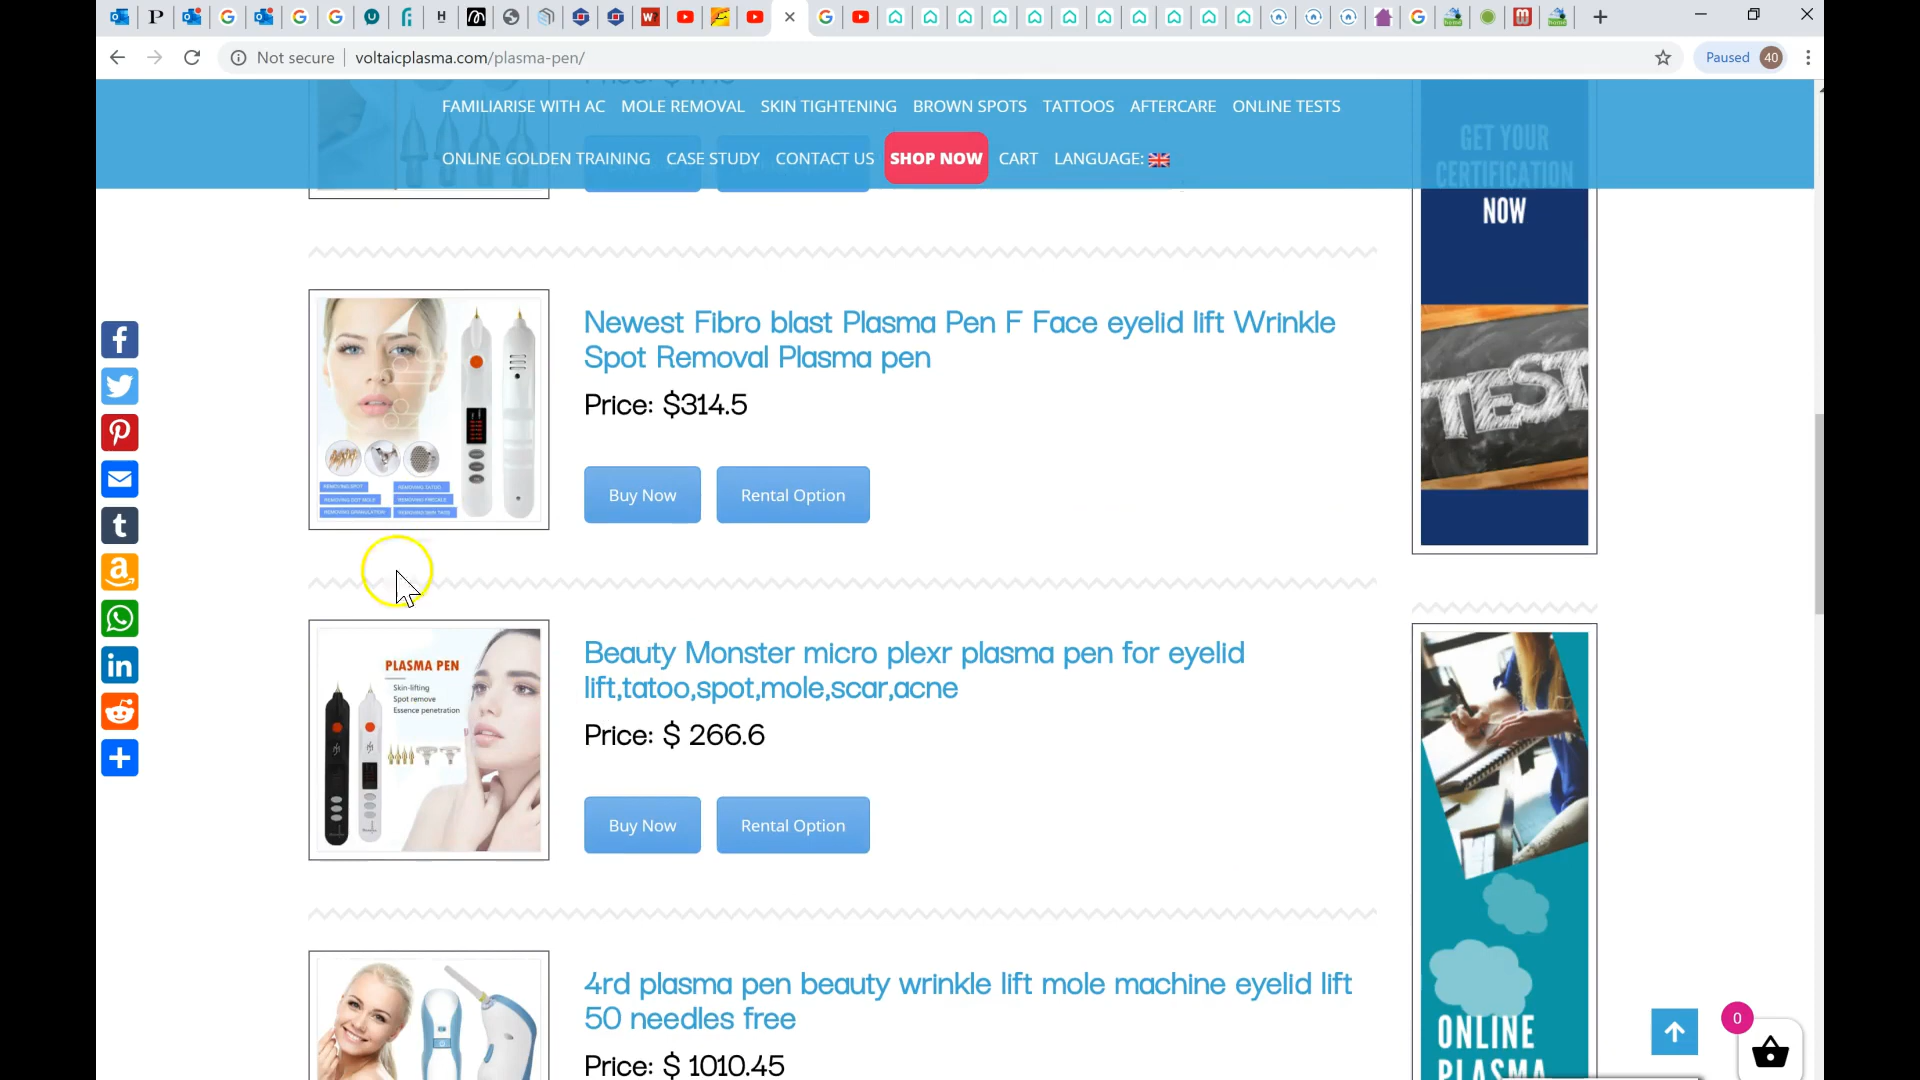 Not secure
voltaicplasma.com/plasma-pen/
Paused 40
FAMILIARISE WITH AC MOLE REMOVAL SKIN TIGHTENING BROWN SPOTS TATTOOS AFTERCARE ONLINE TESTS
ONLINE GOLDEN TRAINING CASE STUDY CONTACT US SHOP NOW CART LANGUAGE:
GET YOUR
CERTIFICATION
NOW
TEST
Newest Fibro blast Plasma Pen F Face eyelid lift Wrinkle
Spot Removal Plasma pen
Price: $314.5
Buy Now Rental Option
PLASMA PEN
Skin-lifting
Spot remove
Essence penetration
Beauty Monster micro plexr plasma pen for eyelid
lift,tatoo,spot,mole,scar,acne
Price: $ 266.6
Buy Now Rental Option
4rd plasma pen beauty wrinkle lift mole machine eyelid lift
50 needles free
Price: $ 1010.45
ONLINE
PLASMA
0